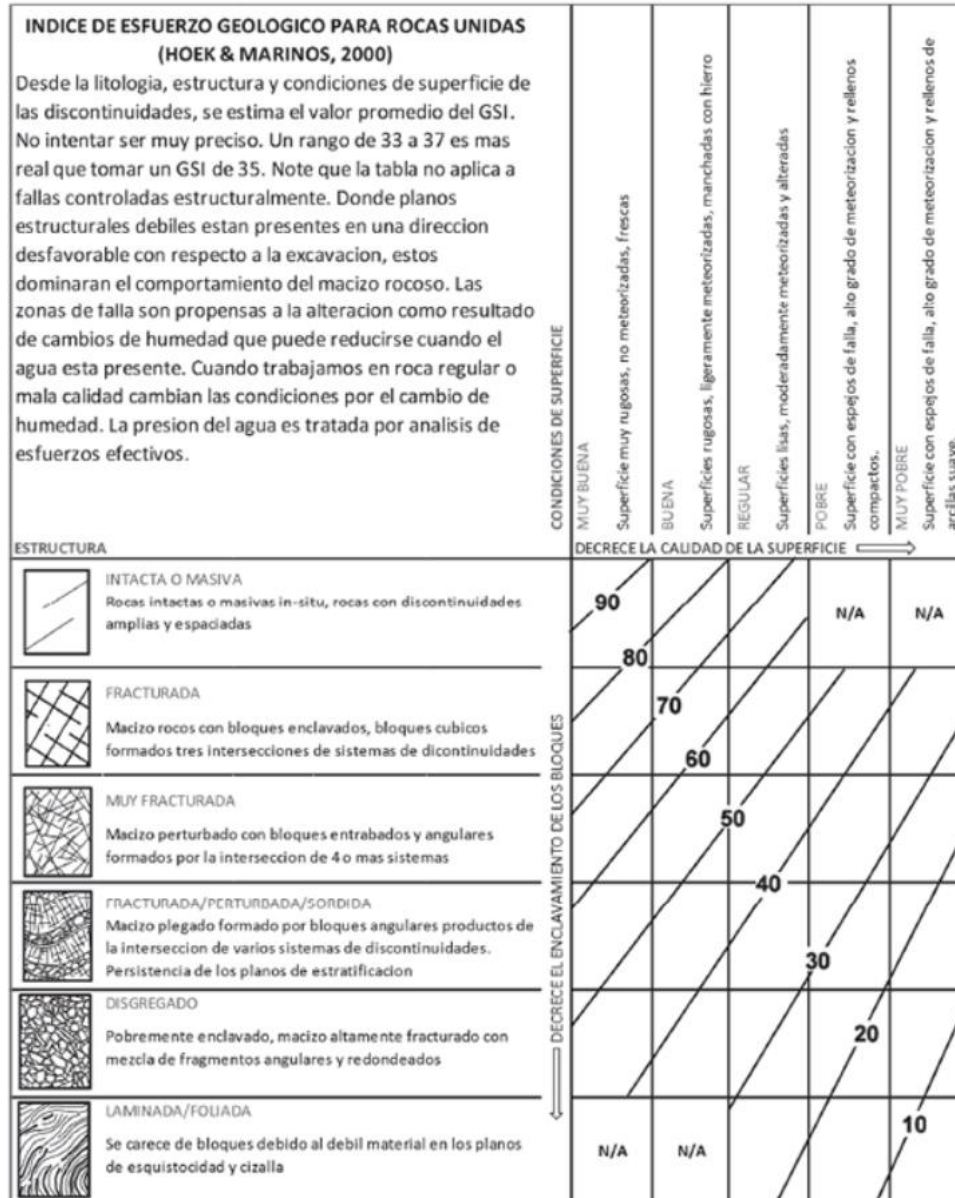 INDICE DE ESFUERZO GEOLOGICO PARA ROCAS UNIDAS
(HOEK & MARINOS, 2000)
Desde la litologia, estructura y condiciones de superficie de
las discontinuidades, se estima el valor promedio del GSI.
No intentar ser muy preciso. Un rango de 33 a 37 es mas
real que tomar un GSI de 35. Note que la tabla no aplica a
fallas controladas estructuralmente. Donde planos
estructurales debiles estan presentes en una direccion
desfavorable con respecto a la excavacion, estos
dominaran el comportamiento del macizo rocoso. Las
zonas de falla son propensas a la alteracion como resultado
de cambios de humedad que puede reducirse cuando el
agua esta presente. Cuando trabajamos en roca regular o
mala calidad cambian las condiciones por el cambio de
humedad. La presion del agua es tratada por analisis de
esfuerzos efectivos.
CONDICIONES DE SUPERFICIE
MUY BUENA
Superficie muy rugosas, no meteorizadas, frescas
BUENA
Superficies rugosas, ligeramente meteorizadas, manchadas con hierro
REGULAR
Superficies lisas, moderadamente meteorizadas y alteradas
POBRE
Superficie con espejos de falla, alto grado de meteorizacion y rellenos
compactos.
MUY POBRE
Superficie con espejos de falla, alto grado de meteorizacion y rellenos de
arcillas suave.
ESTRUCTURA
DECRECE LA CALIDAD DE LA SUPERFICIE
INTACTA O MASIVA
Rocas intactas o masivas in-situ, rocas con discontinuidades
amplias y espaciadas
90
N/A
N/A
80
FRACTURADA
Macizo rocos con bloques enclavados, bloques cubicos
formados tres intersecciones de sistemas de dicontinuidades
70
60
DECRECE EL ENCLAVAMIENTO DE LOS BLOQUES
MUY FRACTURADA
Macizo perturbado con bloques entrabados y angulares
formados por la interseccion de 4 o mas sistemas
50
40
FRACTURADA/PERTURBADA/SORDIDA
Macizo plegado formado por bloques angulares productos de
la interseccion de varios sistemas de discontinuidades.
Persistencia de los planos de estratificacion
30
DISGREGADO
Pobremente enclavado, macizo altamente fracturado con
mezcla de fragmentos angulares y redondeados
20
LAMINADA/FOLIADA
Se carece de bloques debido al debil material en los planos
de esquistocidad y cizalla
N/A
N/A
10